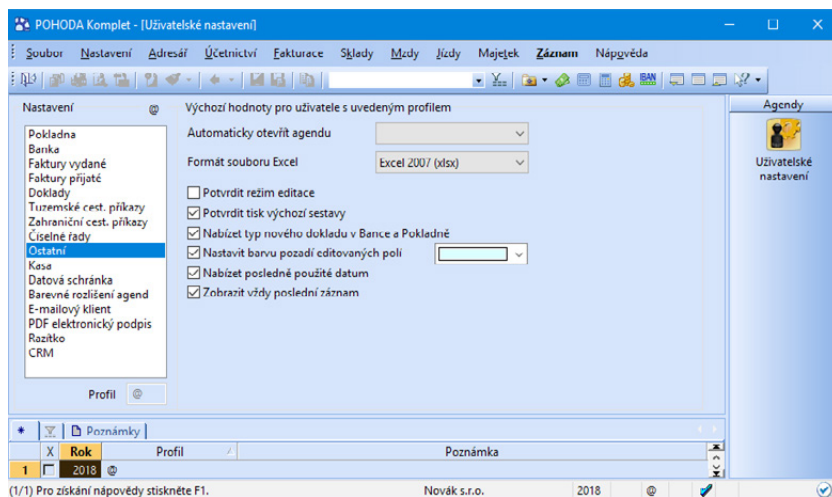 POHODA Komplet - [Uživatelské nastavení]
Soubor Nastavení Adresář Účetnictví Fakturace Sklady Mzdy Jízdy Majetek Záznam Nápověda
IBAN
Nastavení @
Pokladna
Banka
Faktury vydané
Faktury přijaté
Doklady
Tuzemské cest. příkazy
Zahraniční cest. příkazy
Číselné řady
Ostatní
Kasa
Datová schránka
Barevné rozlišení agend
E-mailový klient
PDF elektronický podpis
Razítko
CRM
Profil @
Výchozí hodnoty pro uživatele s uvedeným profilem
Automaticky otevřít agendu
Formát souboru Excel Excel 2007 (xlsx)
Potvrdit režim editace
Potvrdit tisk výchozí sestavy
Nabízet typ nového dokladu v Bance a Pokladně
Nastavit barvu pozadí editovaných polí
Nabízet posledně použité datum
Zobrazit vždy poslední záznam
Agendy
Uživatelské
nastavení
* Poznámky
X Rok Profil Poznámka
1 2018 @
(1/1) Pro získání nápovědy stiskněte F1. Novák s.r.o. 2018 @